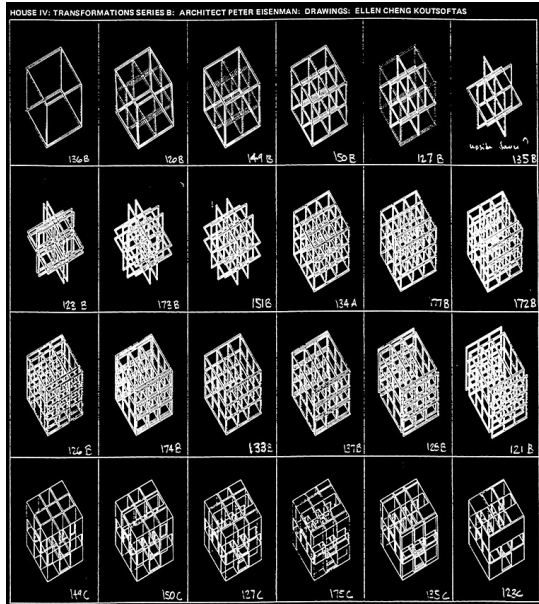 HOUSE IV: TRANSFORMATIONS SERIES B: ARCHITECT PETER EISENMAN: DRAWINGS: ELLEN CHENG KOUTSOFTAS
136B 120B 149B 150B 127B 135B
123B 173B 151B 134A 177B 172B
126B 174B 133B 137B 125B 121B
149C 150C 127C 175C 135C 123C